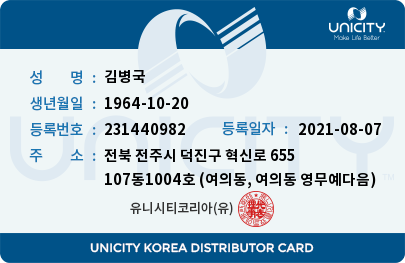 UNICITY
Make Life Better
성 명 : 김병국
생년월일 : 1964-10-20
등록번호 : 231440982 등록일자 : 2021-08-07
주 소 : 전북 전주시 덕진구 혁신로 655
107동1004호 (여의동, 여의동 영무예다음)
유니시티코리아(유)
UNICITY
UNICITY KOREA DISTRIBUTOR CARD